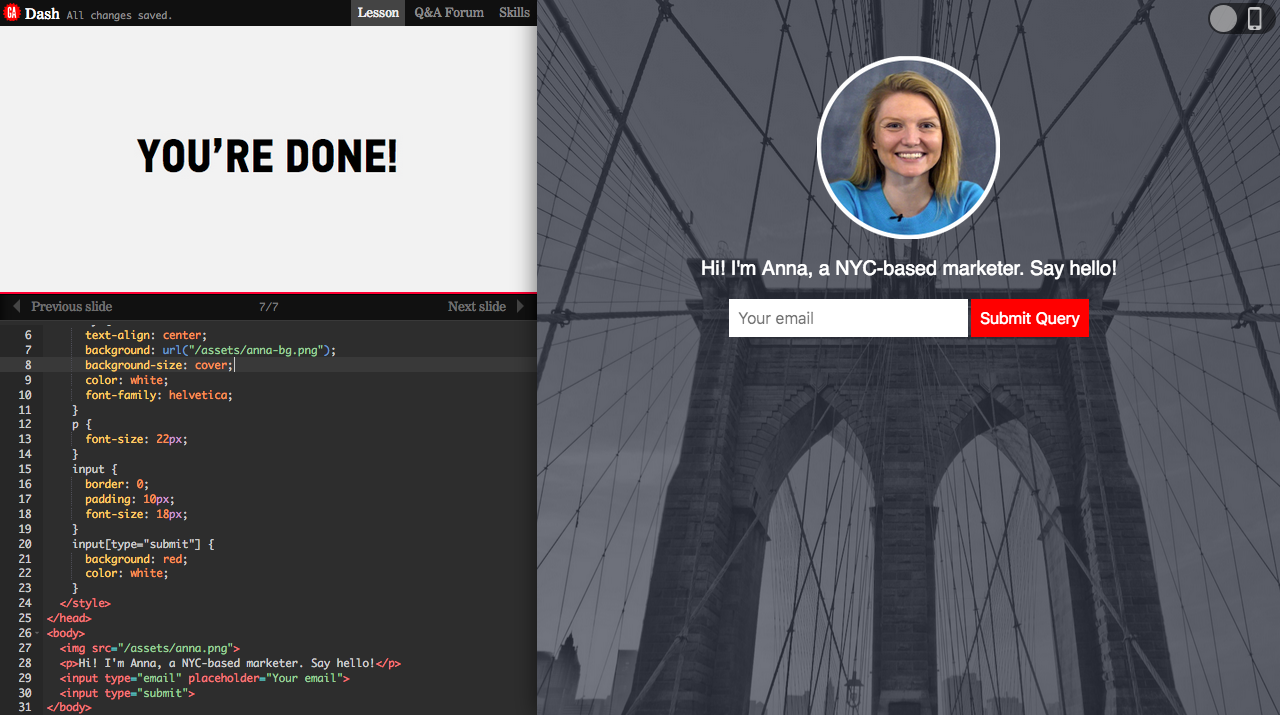 GA Dash All changes saved. Lesson Q&A Forum Skills
YOU'RE DONE!
Previous slide 7/7 Next slide
6 text-align: center;
7 background: url("/assets/anna-bg.png");
8 background-size: cover;
9 color: white;
10 font-family: helvetica;
11 }
12 p {
13 font-size: 22px;
14 }
15 input {
16 border: 0;
17 padding: 10px;
18 font-size: 18px;
19 }
20 input[type="submit"] {
21 background: red;
22 color: white;
23 }
24 </style>
25 </head>
26 <body>
27 <img src="/assets/anna.png">
28 <p>Hi! I'm Anna, a NYC-based marketer. Say hello!</p>
29 <input type="email" placeholder="Your email">
30 <input type="submit">
31 </body>
Hi! I'm Anna, a NYC-based marketer. Say hello!
Your email Submit Query